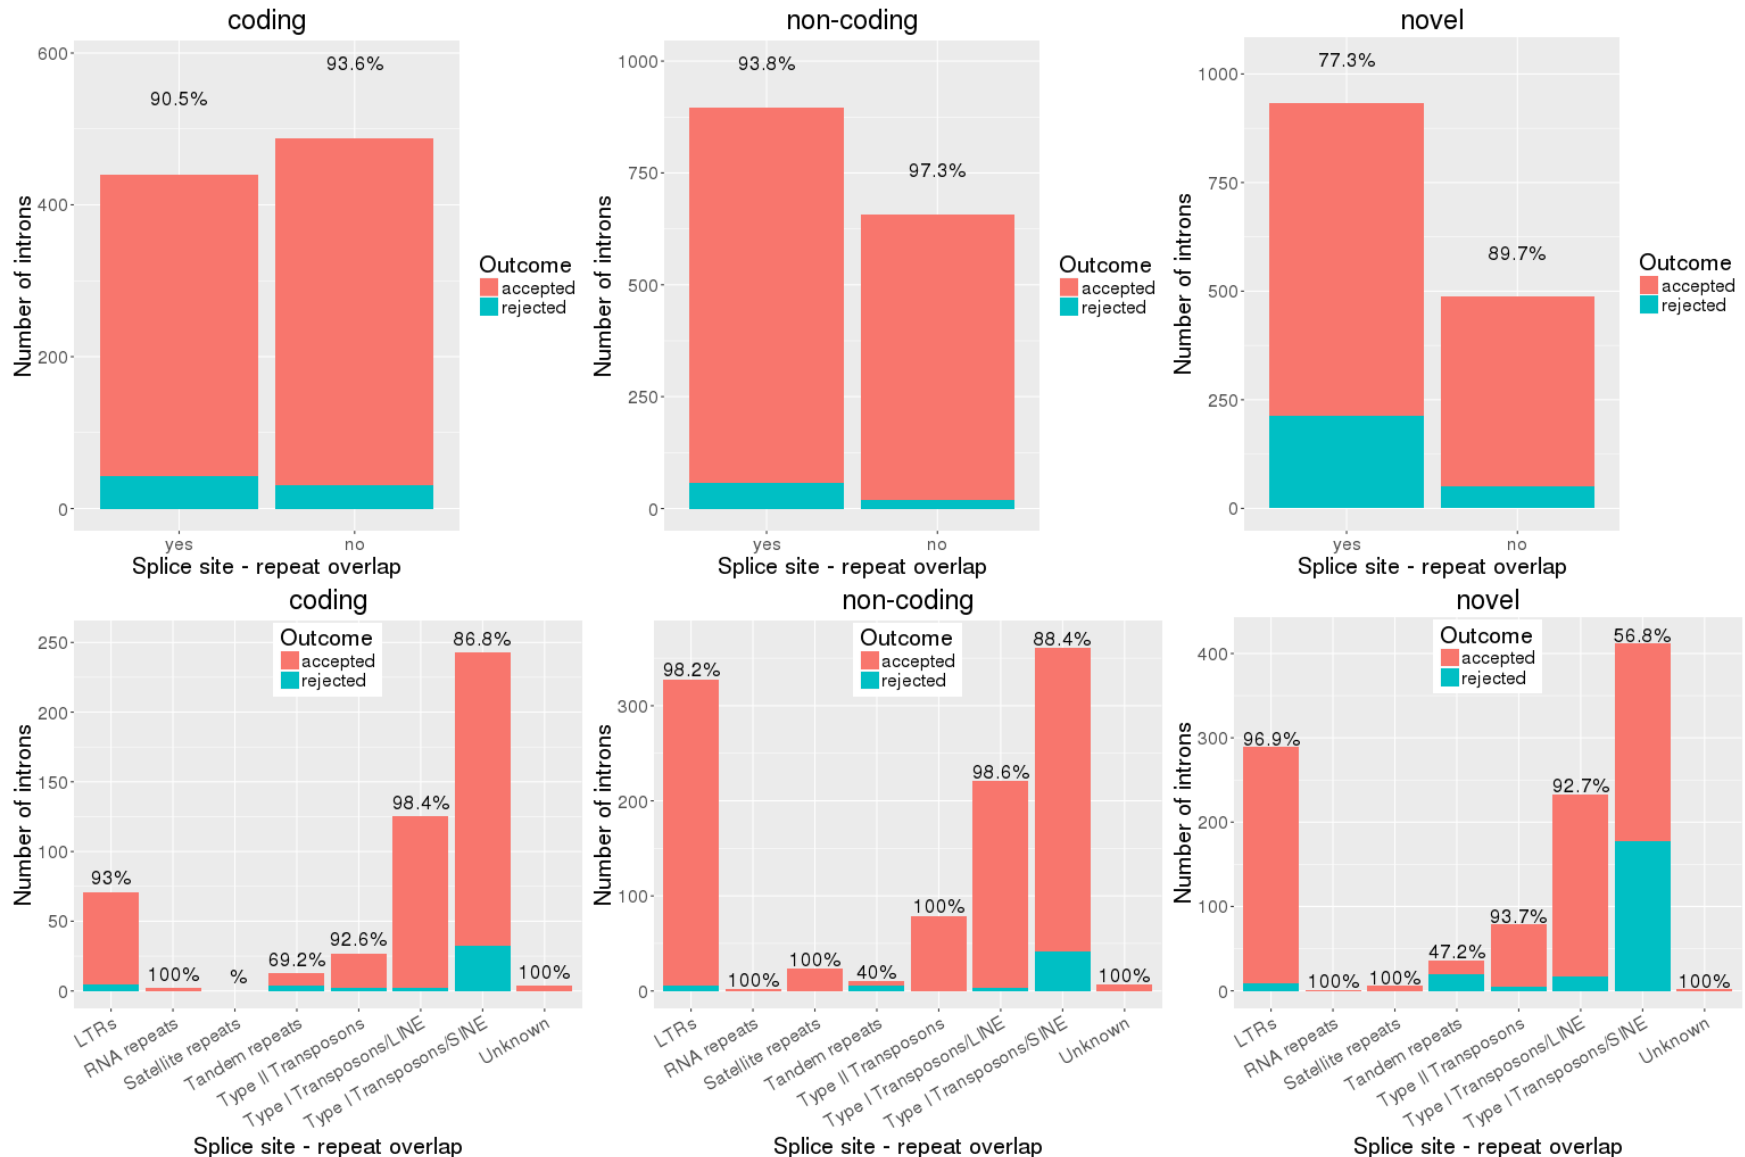 coding
600
400
200
0
Number of introns
90.5%
93.6%
yes
no
Splice site - repeat overlap
Outcome
accepted
rejected
non-coding
1000
750
500
250
0
Number of introns
93.8%
97.3%
yes
no
Splice site - repeat overlap
Outcome
accepted
rejected
novel
1000
750
500
250
0
Number of introns
77.3%
89.7%
yes
no
Splice site - repeat overlap
Outcome
accepted
rejected
coding
250
200
150
100
50
0
Number of introns
Outcome
accepted
rejected
93%
100%
%
69.2%
92.6%
98.4%
86.8%
100%
LTRs
RNA repeats
Satellite repeats
Tandem repeats
Type II Transposons
Type I Transposons/LINE
Type I Transposons/SINE
Unknown
Splice site - repeat overlap
non-coding
300
200
100
0
Number of introns
Outcome
accepted
rejected
98.2%
100%
100%
40%
100%
98.6%
88.4%
100%
LTRs
RNA repeats
Satellite repeats
Tandem repeats
Type II Transposons
Type I Transposons/LINE
Type I Transposons/SINE
Unknown
Splice site - repeat overlap
novel
400
300
200
100
0
Number of introns
Outcome
accepted
rejected
96.9%
100%
100%
47.2%
93.7%
92.7%
56.8%
100%
LTRs
RNA repeats
Satellite repeats
Tandem repeats
Type II Transposons
Type I Transposons/LINE
Type I Transposons/SINE
Unknown
Splice site - repeat overlap